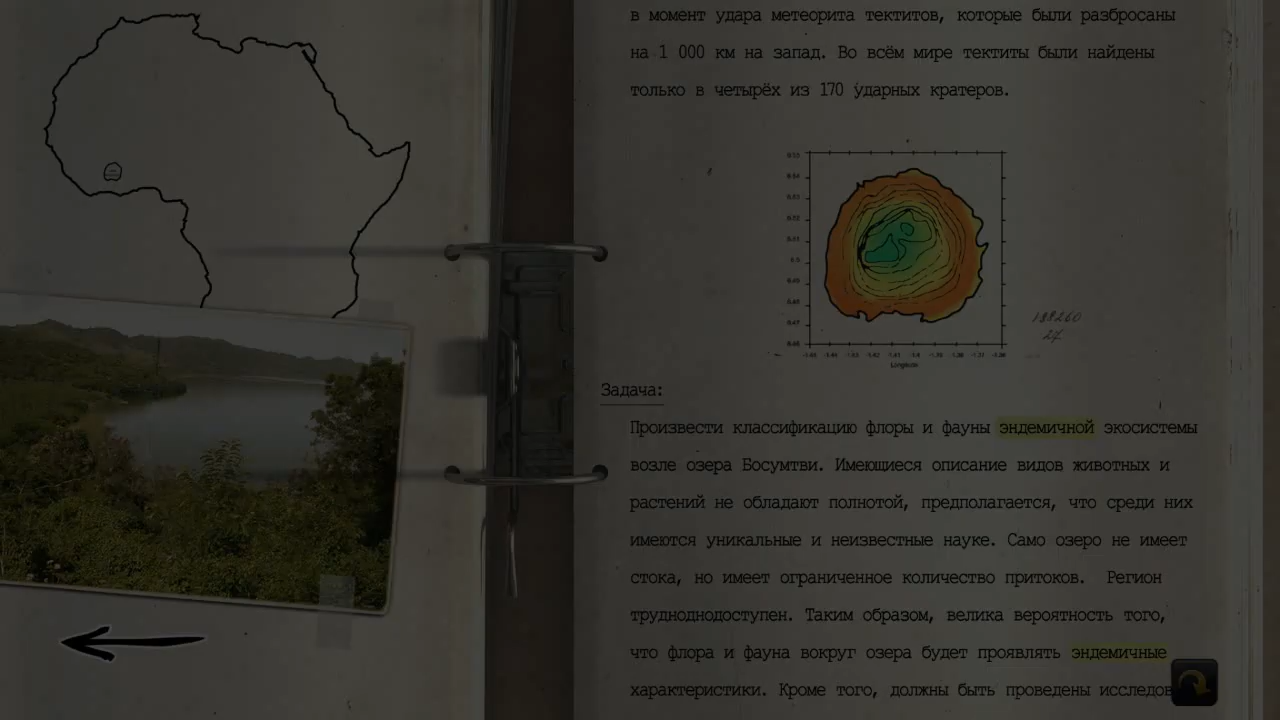 в момент удара метеорита тектитов, которые были разбросаны
на 1 000 км на запад. Во всём мире тектиты были найдены
только в четырёх из 170 ударных кратеров.
Longitude
189260
27
Задача:
Произвести классификацию флоры и фауны эндемичной экосистемы
возле озера Босумтви. Имеющиеся описание видов животных и
растений не обладают полнотой, предполагается, что среди них
имеются уникальные и неизвестные науке. Само озеро не имеет
стока, но имеет ограниченное количество притоков. Регион
труднодоступен. Таким образом, велика вероятность того,
что флора и фауна вокруг озера будет проявлять эндемичные
характеристики. Кроме того, должны быть проведены исследов